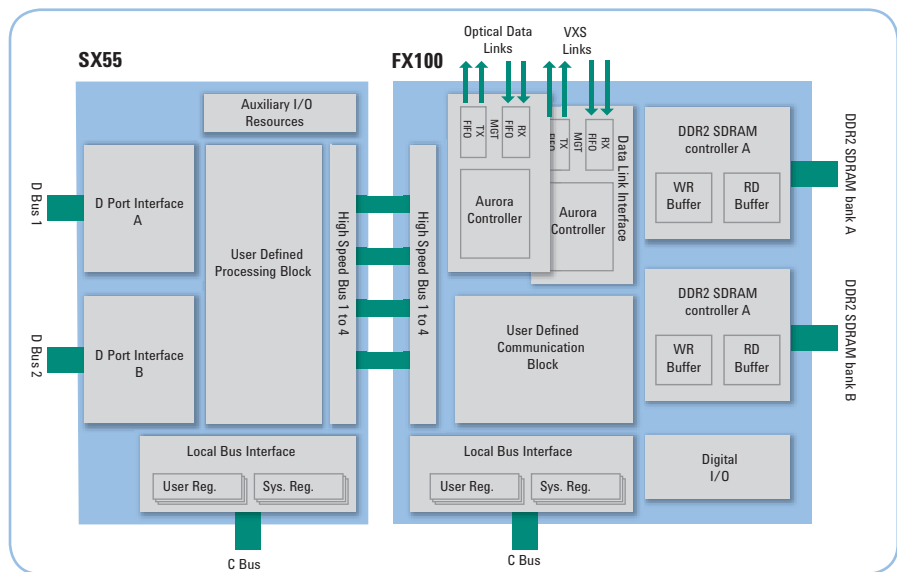 Optical Data
Links
VXS
Links
SX55
FX100
Auxiliary I/O
Resources
D Port Interface
A
D Bus 1
User Defined
Processing Block
High Speed Bus 1 to 4
D Port Interface
B
D Bus 2
Local Bus Interface
User Reg.
Sys. Reg.
C Bus
High Speed Bus 1 to 4
TX
FIFO
MGT
RX
FIFO
Aurora
Controller
TX
FIFO
MGT
RX
FIFO
Aurora
Controller
Data Link Interface
User Defined
Communication
Block
Local Bus Interface
User Reg.
Sys. Reg.
C Bus
DDR2 SDRAM
controller A
WR
Buffer
RD
Buffer
DDR2 SDRAM bank A
DDR2 SDRAM
controller A
WR
Buffer
RD
Buffer
DDR2 SDRAM bank B
Digital
I/O